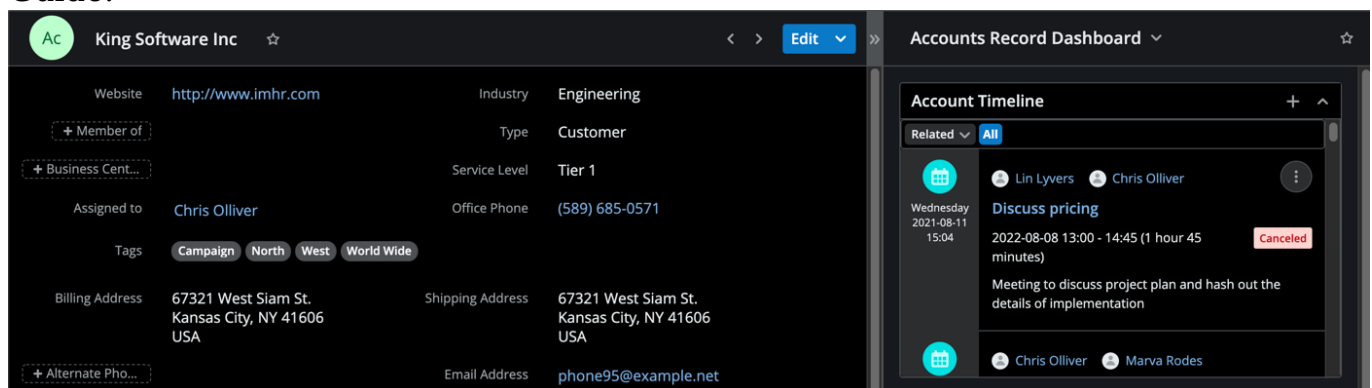 Ac King Software Inc Edit
Website http://www.imhr.com Industry Engineering
+ Member of Type Customer
+ Business Cent... Service Level Tier 1
Assigned to Chris Olliver Office Phone (589) 685-0571
Tags Campaign North West World Wide
Billing Address 67321 West Siam St. Shipping Address 67321 West Siam St.
Kansas City, NY 41606 Kansas City, NY 41606
USA USA
+ Alternate Pho... Email Address phone95@example.net
Accounts Record Dashboard
Account Timeline
Related All
Lin Lyvers Chris Olliver
Wednesday
2021-08-11
15:04
Discuss pricing
2022-08-08 13:00 - 14:45 (1 hour 45
minutes)
Canceled
Meeting to discuss project plan and hash out the
details of implementation
Chris Olliver Marva Rodes